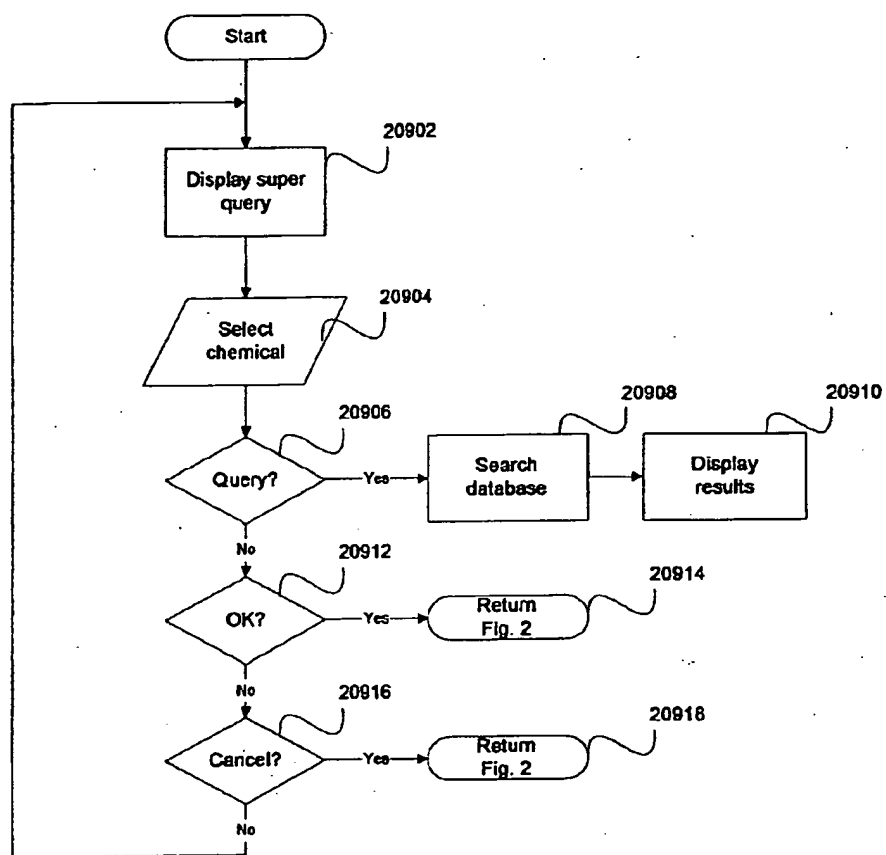 Start
20902
Display super
query
20904
Select
chemical
20906
Query?
Yes
20908
Search
database
20910
Display
results
No
20912
OK?
Yes
20914
Return
Fig. 2
No
20916
Cancel?
Yes
20918
Return
Fig. 2
No